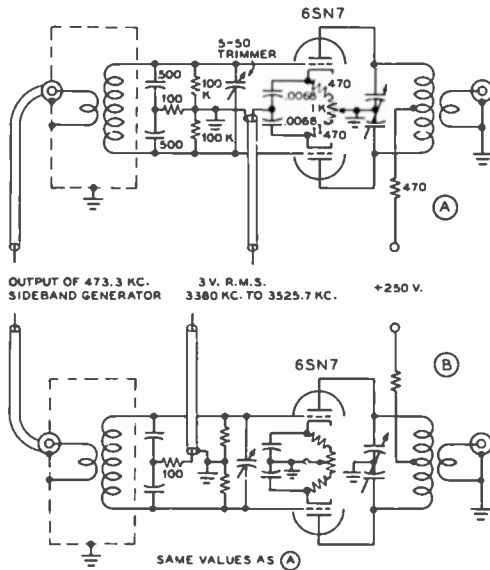 6SN7
5-50
TRIMMER
500
100
500
100
K
100 K
.0068
.0068
470
1 K
470
470
A
OUTPUT OF 473.3 KC.
SIDEBAND GENERATOR
3 V. R.M.S.
3380 KC. TO 3525.7 KC.
+250 V.
6SN7
B
100
SAME VALUES AS A